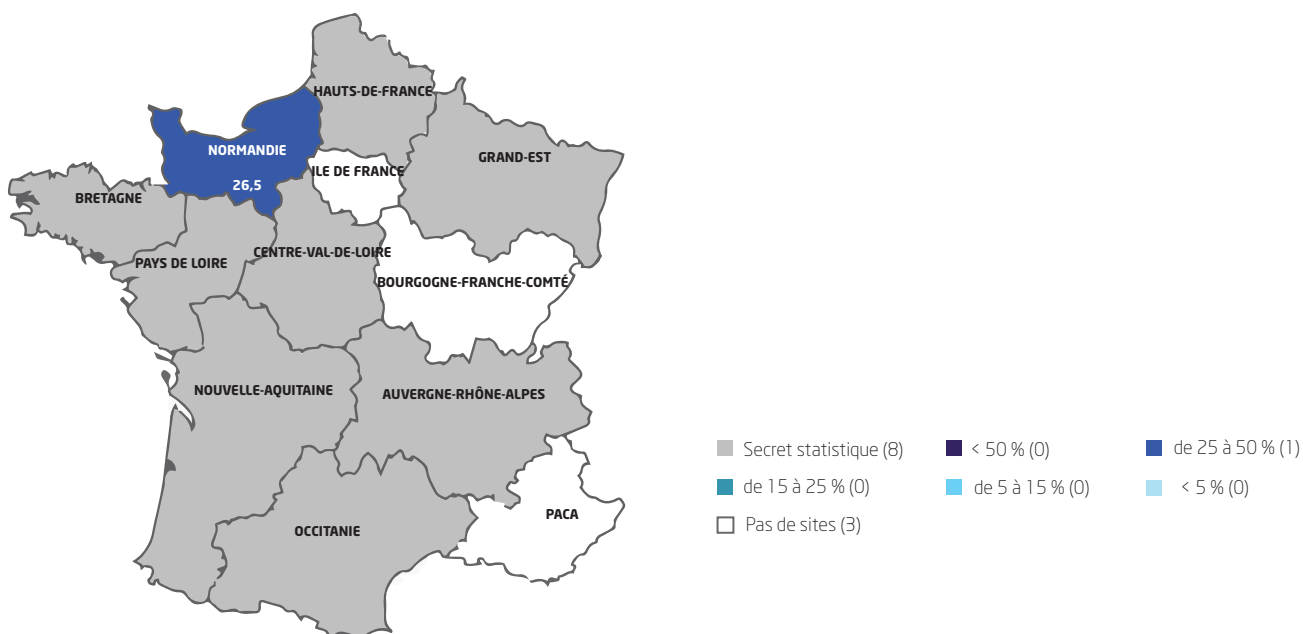 HAUTS-DE-FRANCE
NORMANDIE
GRAND-EST
ILE DE FRANCE
26,5
BRETAGNE
CENTRE-VAL-DE-LOIRE
PAYS DE LOIRE
BOURGOGNE-FRANCHE-COMTÉ
NOUVELLE-AQUITAINE
AUVERGNE-RHÔNE-ALPES
OCCITANIE
PACA
Secret statistique (8)
< 50 % (0)
de 25 à 50 % (1)
de 15 à 25 % (0)
de 5 à 15 % (0)
< 5 % (0)
Pas de sites (3)